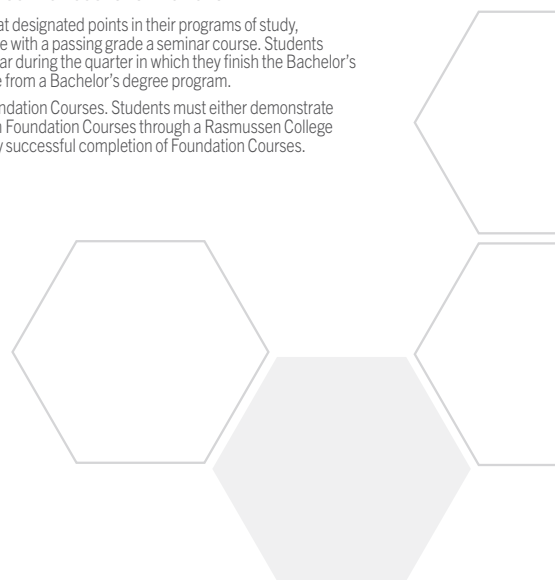 at designated points in their programs of study,
e with a passing grade a seminar course. Students
ar during the quarter in which they finish the Bachelor’s
e from a Bachelor’s degree program.
ndation Courses. Students must either demonstrate
n Foundation Courses through a Rasmussen College
y successful completion of Foundation Courses.